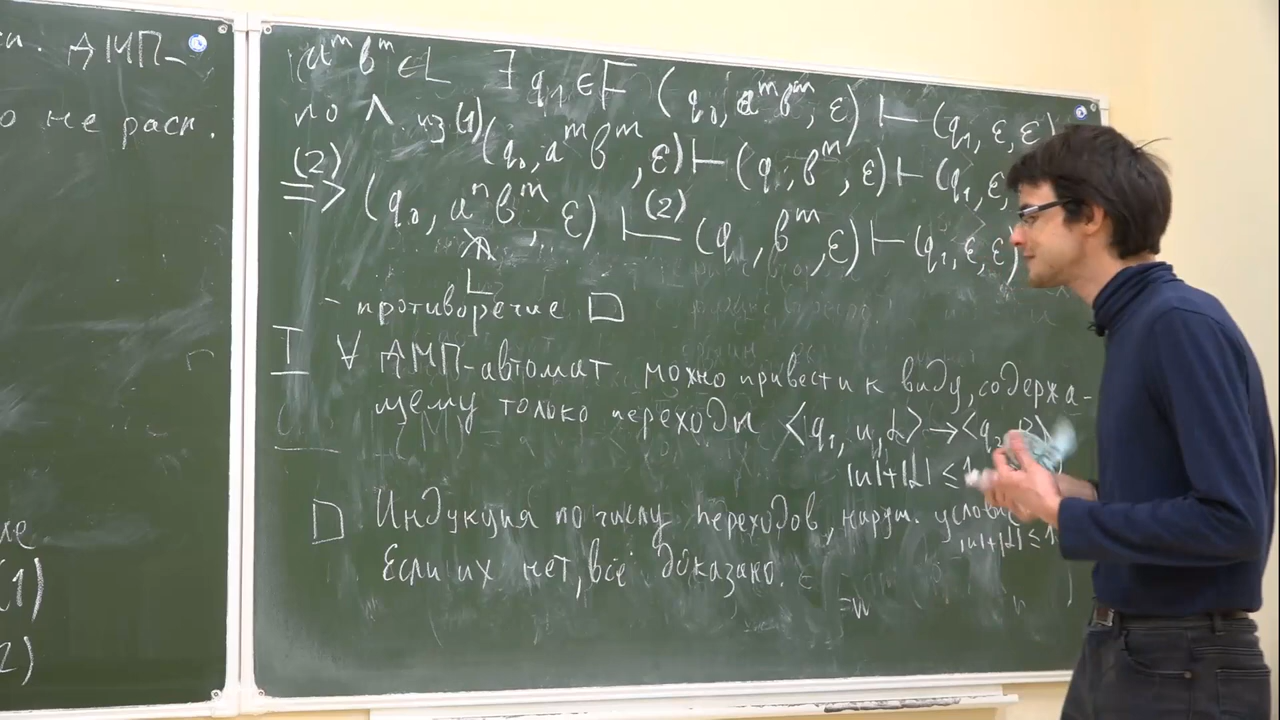 ДМП-
о не расп.
(1)
(2)
a^m b^m ∈ L ∃ q_1 ∈ F (q_0, a^m b^m, ε) ⊢ (q_1, ε, ε)
по Λ из (1) (q_0, a^m b^m, ε) ⊢ (q, b^m, ε) ⊢ (q_1, ε,
(2)
=> (q_0, a^n b^m, ε) ⊢^(2) (q, b^m, ε) ⊢ (q_1, ε, ε)
L
- противоречие □
I ∀ ДМП-автомат можно привести к виду, содержа-
щему только переходы <q_1, u, α> → <q_2, β>
|u|+|α| ≤ 1
□ Индукция по числу переходов, наруш. услови
|u|+|α| ≤ 1
Если их нет, всё доказано.